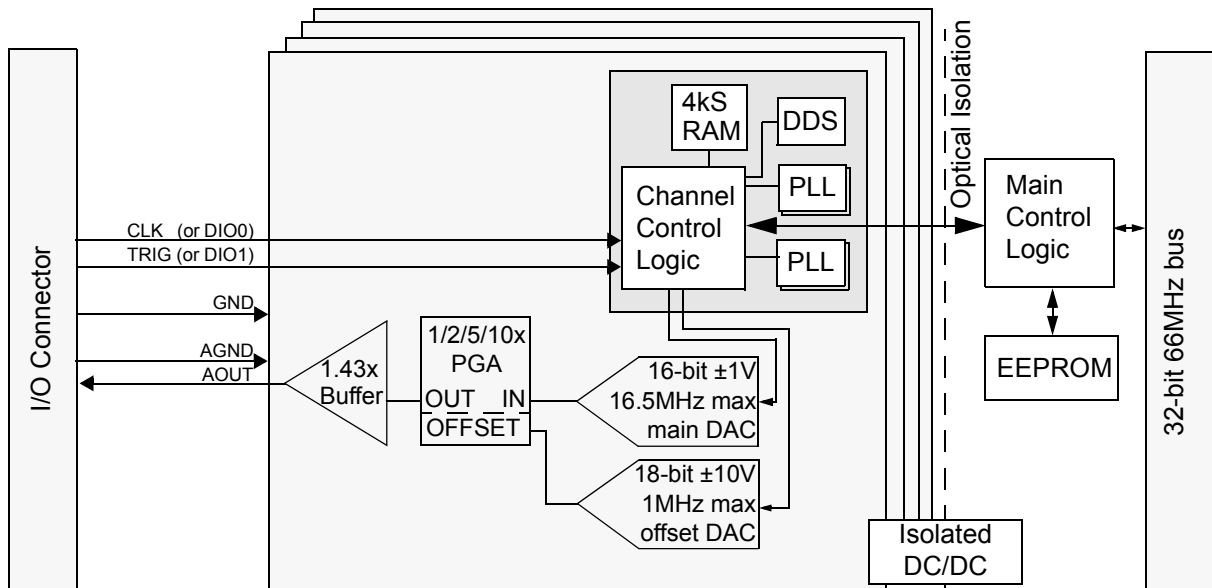 Optical Isolation
4kS
RAM
DDS
Channel
Control
Logic
PLL
PLL
Main
Control
Logic
EEPROM
32-bit 66MHz bus
I/O Connector
CLK (or DIO0)
TRIG (or DIO1)
GND
AGND
AOUT
1.43x
Buffer
1/2/5/10x
PGA
OUT IN
OFFSET
16-bit ±1V
16.5MHz max
main DAC
18-bit ±10V
1MHz max
offset DAC
Isolated
DC/DC